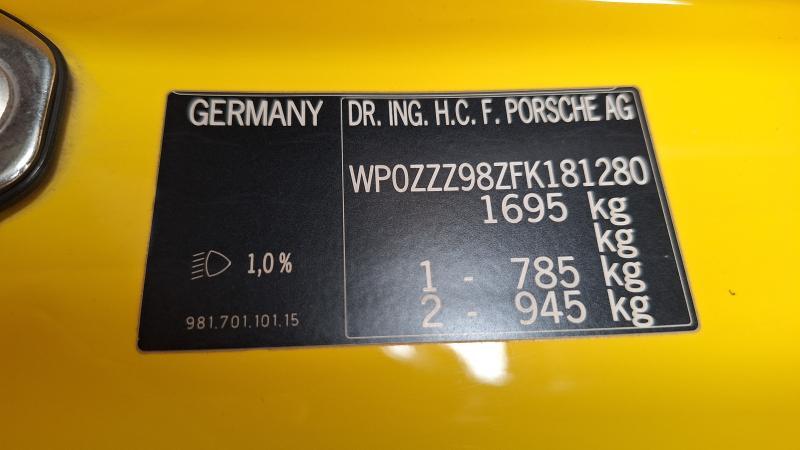 GERMANY
DR. ING. H.C. F. PORSCHE AG
WP0ZZZ98ZFK181280
1695 kg
kg
1 - 785 kg
2 - 945 kg
1,0 %
981.701.101.15